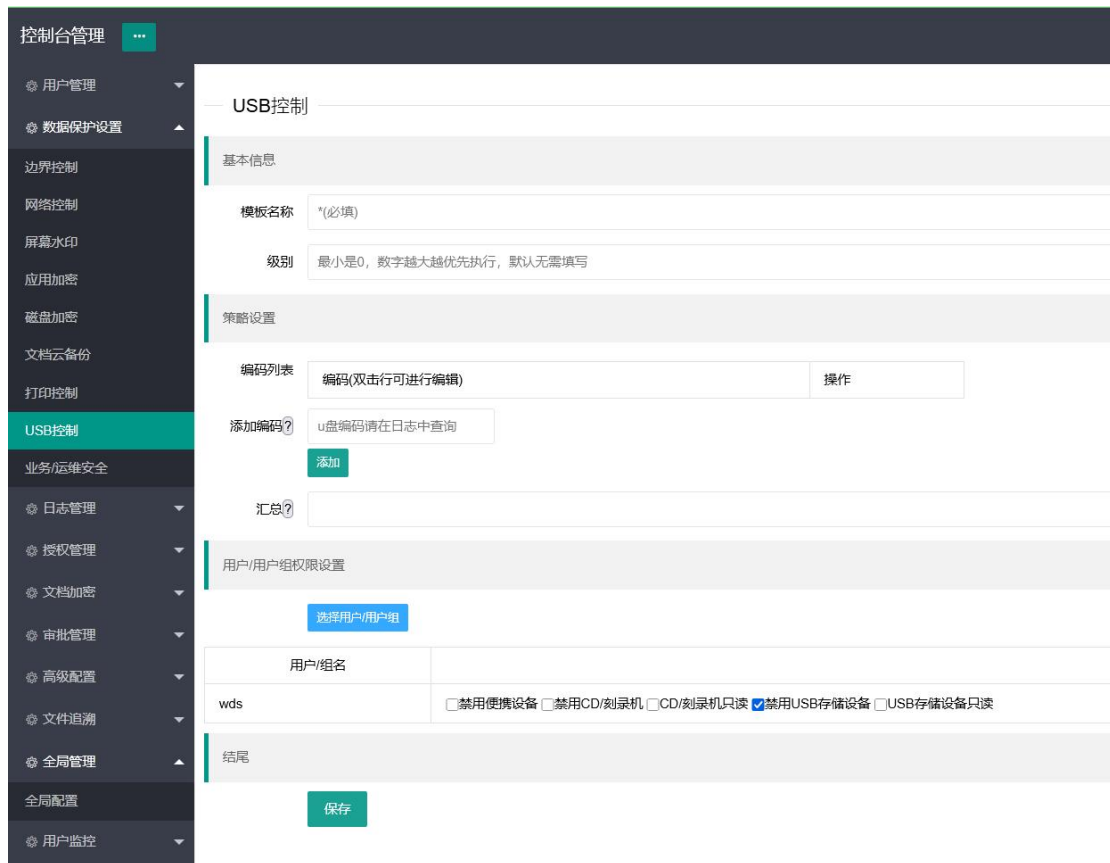 控制台管理 ...
用户管理
数据保护设置
边界控制
网络控制
屏幕水印
应用加密
磁盘加密
文档云备份
打印控制
USB控制
业务/运维安全
日志管理
授权管理
文档加密
审批管理
高级配置
文件追溯
全局管理
全局配置
用户监控
USB控制
基本信息
模板名称 *(必填)
级别 最小是0，数字越大越优先执行，默认无需填写
策略设置
编码列表 编码(双击行可进行编辑) 操作
添加编码? u盘编码请在日志中查询
添加
汇总?
用户/用户组权限设置
选择用户/用户组
用户/组名
wds 禁用便携设备 禁用CD/刻录机 CD/刻录机只读 禁用USB存储设备 USB存储设备只读
结尾
保存